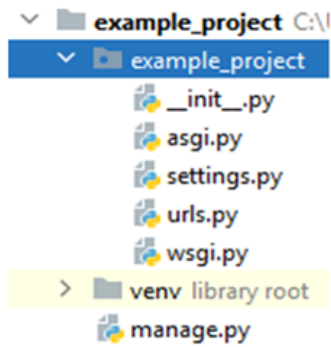 example_project C:\
example_project
__init__.py
asgi.py
settings.py
urls.py
wsgi.py
venv library root
manage.py